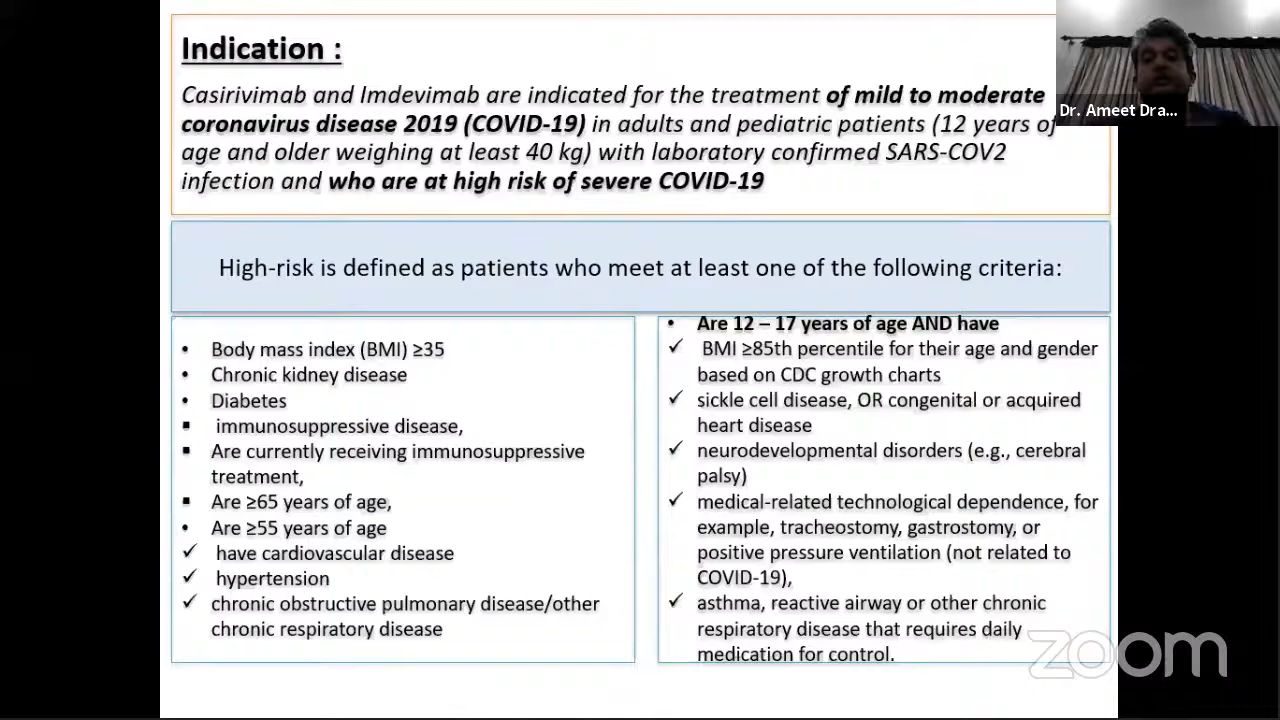 Indication :
Casirivimab and Imdevimab are indicated for the treatment of mild to moderate
coronavirus disease 2019 (COVID-19) in adults and pediatric patients (12 years of
age and older weighing at least 40 kg) with laboratory confirmed SARS-COV2
infection and who are at high risk of severe COVID-19
Dr. Ameet Dra...
High-risk is defined as patients who meet at least one of the following criteria:
• Body mass index (BMI) ≥35
• Chronic kidney disease
• Diabetes
▪ immunosuppressive disease,
▪ Are currently receiving immunosuppressive
treatment,
▪ Are ≥65 years of age,
• Are ≥55 years of age
✓ have cardiovascular disease
✓ hypertension
✓ chronic obstructive pulmonary disease/other
chronic respiratory disease
• Are 12 – 17 years of age AND have
✓ BMI ≥85th percentile for their age and gender
based on CDC growth charts
✓ sickle cell disease, OR congenital or acquired
heart disease
✓ neurodevelopmental disorders (e.g., cerebral
palsy)
✓ medical-related technological dependence, for
example, tracheostomy, gastrostomy, or
positive pressure ventilation (not related to
COVID-19),
✓ asthma, reactive airway or other chronic
respiratory disease that requires daily
medication for control.
zoom